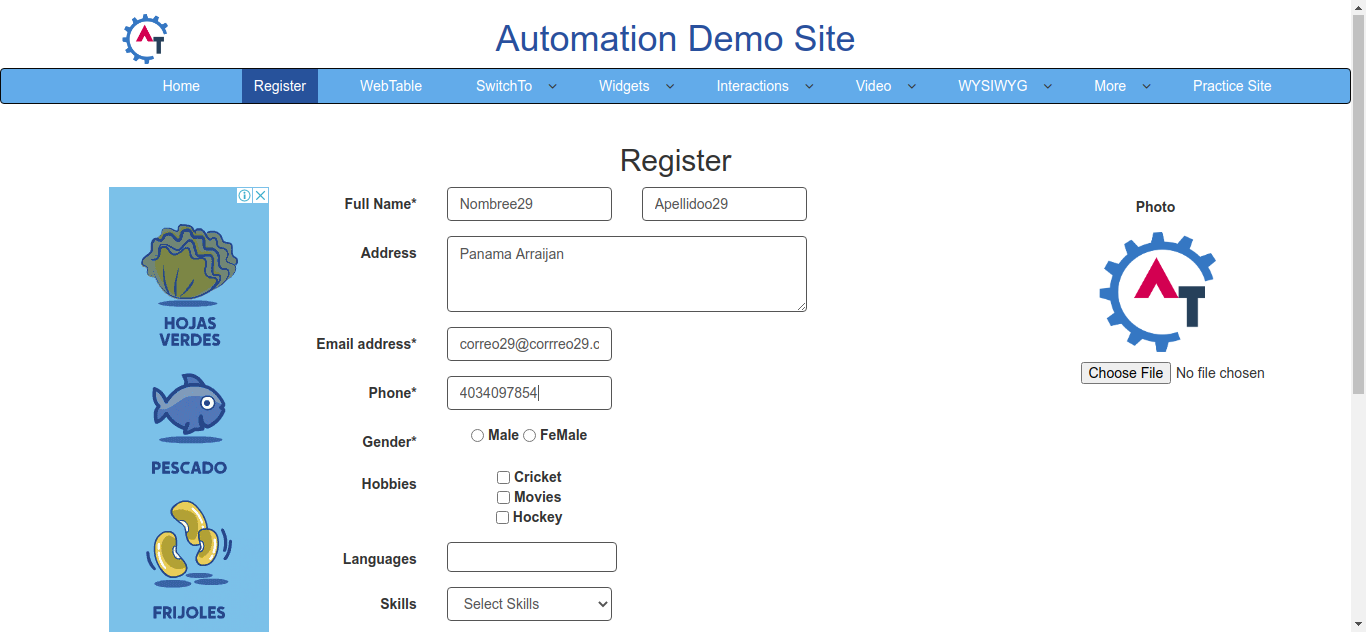 AT
Automation Demo Site
Home Register WebTable SwitchTo Widgets Interactions Video WYSIWYG More Practice Site
Register
Full Name* Nombree29 Apellidoo29
Photo
Address Panama Arraijan
AT
Email address* correo29@corrreo29.c
Choose File No file chosen
Phone* 4034097854
Gender* Male FeMale
Hobbies Cricket
Movies
Hockey
Languages
Skills Select Skills
HOJAS
VERDES
PESCADO
FRIJOLES